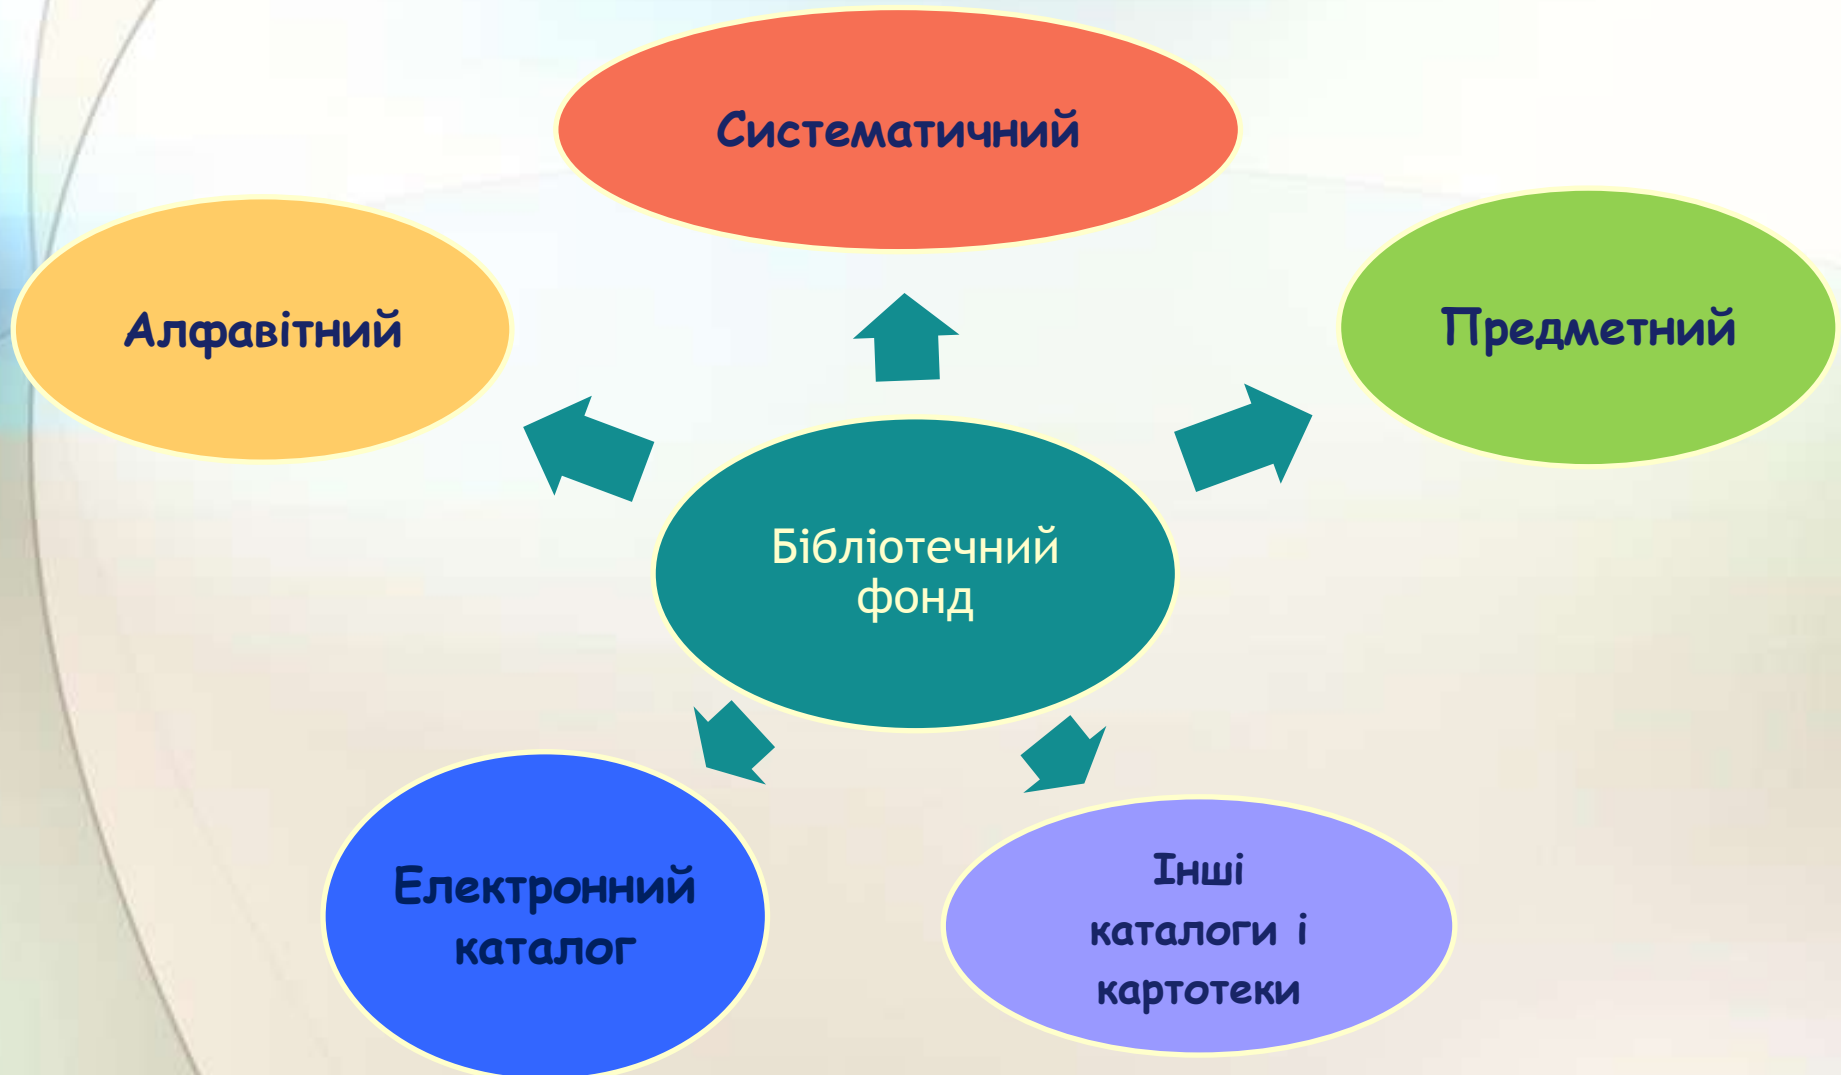 Систематичний
Алфавітний
Предметний
Бібліотечний
фонд
Електронний
каталог
Інші
каталоги і
картотеки